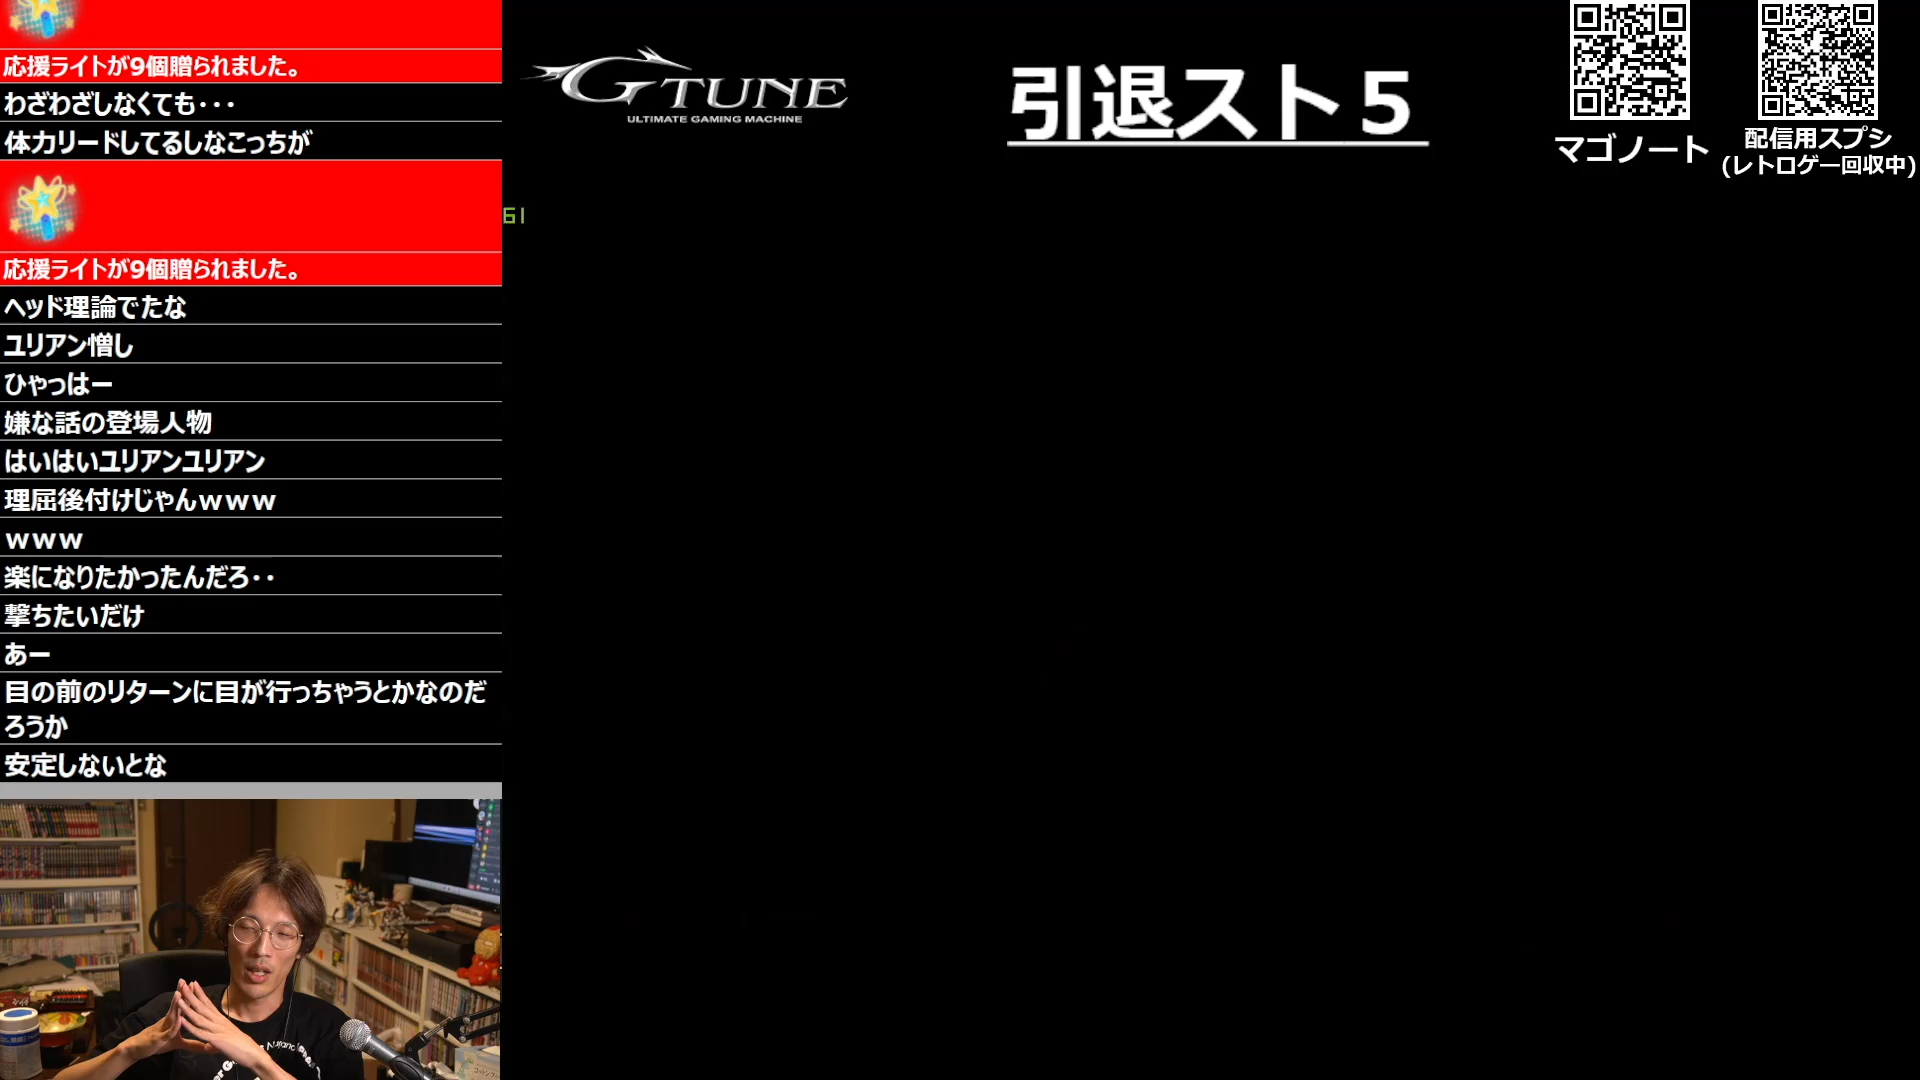 応援ライトが9個贈られました。
わざわざしなくても・・・
体力リードしてるしなこっちが
応援ライトが9個贈られました。
ヘッド理論でたな
ユリアン憎し
ひゃっはー
嫌な話の登場人物
はいはいユリアンユリアン
理屈後付けじゃんｗｗｗ
ｗｗｗ
楽になりたかったんだろ・・
撃ちたいだけ
あー
目の前のリターンに目が行っちゃうとかなのだ
ろうか
安定しないとな
G TUNE
ULTIMATE GAMING MACHINE
引退スト５
マゴノート
配信用スプシ
(レトロゲー回収中)
61